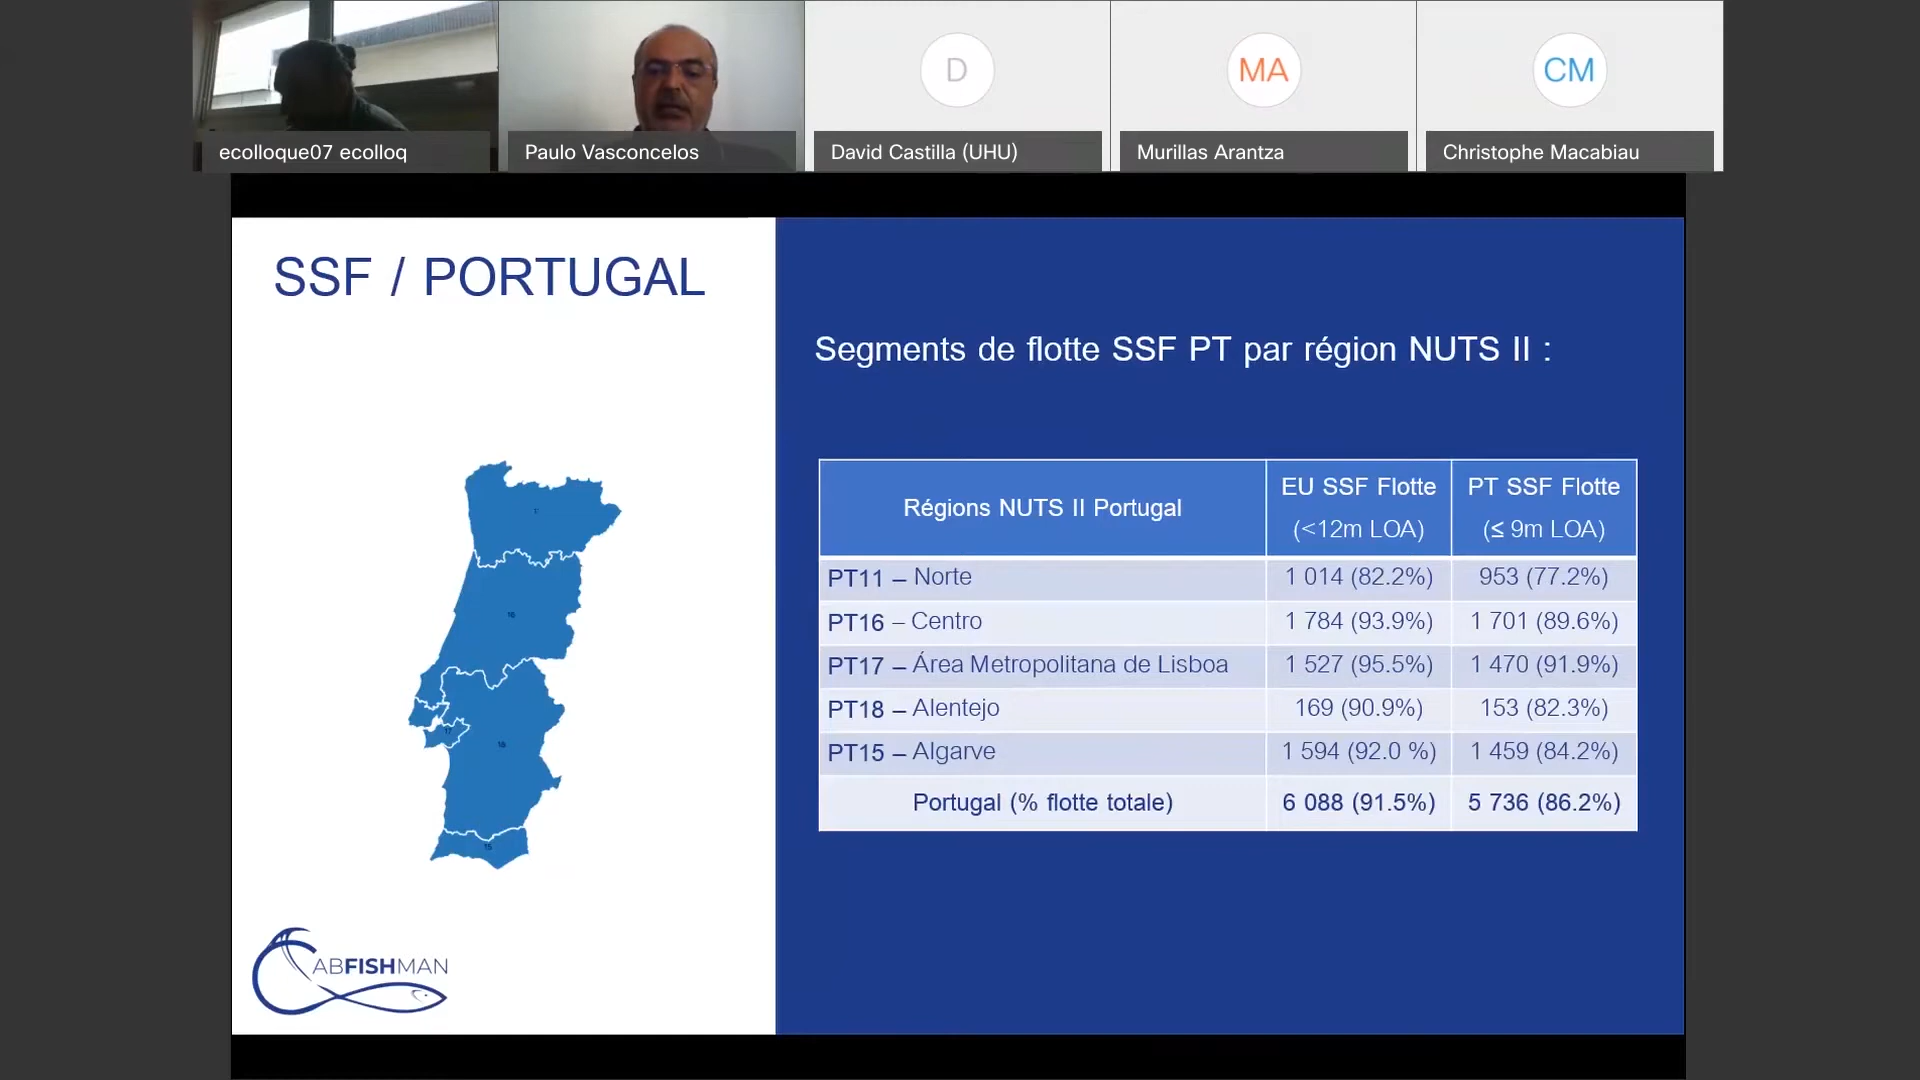 ecolloque07 ecolloq
D
Paulo Vasconcelos
David Castilla (UHU)
MA
Murillas Arantza
CM
Christophe Macabiau
SSF / PORTUGAL
Segments de flotte SSF PT par région NUTS II :
Régions NUTS II Portugal
EU SSF Flotte
(<12m LOA)
PT SSF Flotte
(≤ 9m LOA)
PT11 – Norte 1 014 (82.2%) 953 (77.2%)
PT16 – Centro 1 784 (93.9%) 1 701 (89.6%)
PT17 – Área Metropolitana de Lisboa 1 527 (95.5%) 1 470 (91.9%)
PT18 – Alentejo 169 (90.9%) 153 (82.3%)
PT15 – Algarve 1 594 (92.0 %) 1 459 (84.2%)
Portugal (% flotte totale) 6 088 (91.5%) 5 736 (86.2%)
16
17
18
15
CABFISHMAN